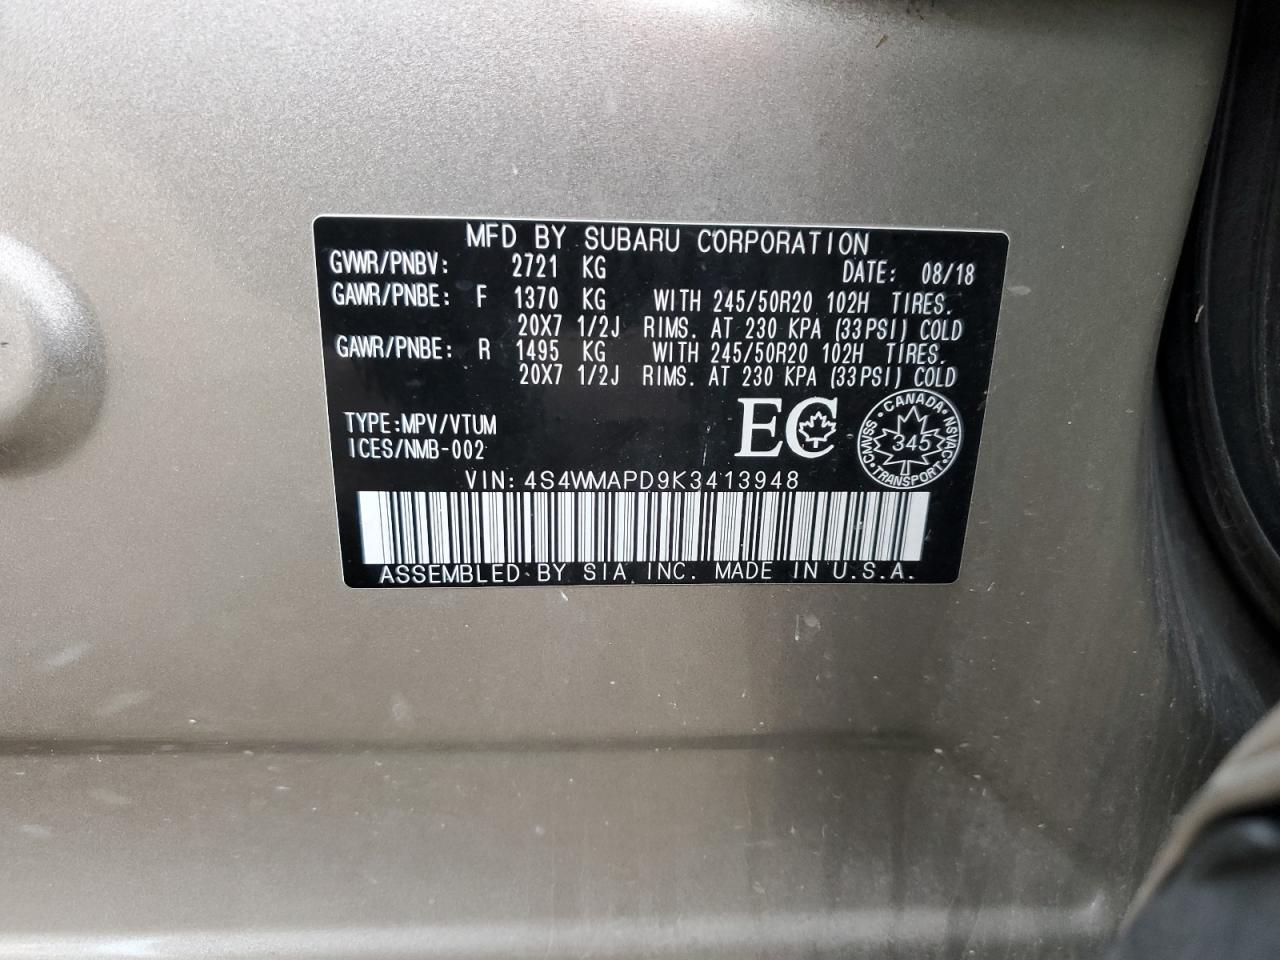 MFD BY SUBARU CORPORATION
GVWR/PNBV: 2721 KG DATE: 08/18
GAWR/PNBE: F 1370 KG WITH 245/50R20 102H TIRES.
20X7 1/2J RIMS. AT 230 KPA (33PSI) COLD
GAWR/PNBE: R 1495 KG WITH 245/50R20 102H TIRES.
20X7 1/2J RIMS. AT 230 KPA (33PSI) COLD
TYPE:MPV/VTUM
ICES/NMB-002
EC
CANADA
CMVSS NSVAC
345
TRANSPORT
VIN: 4S4WMAPD9K3413948
ASSEMBLED BY SIA INC. MADE IN U.S.A.